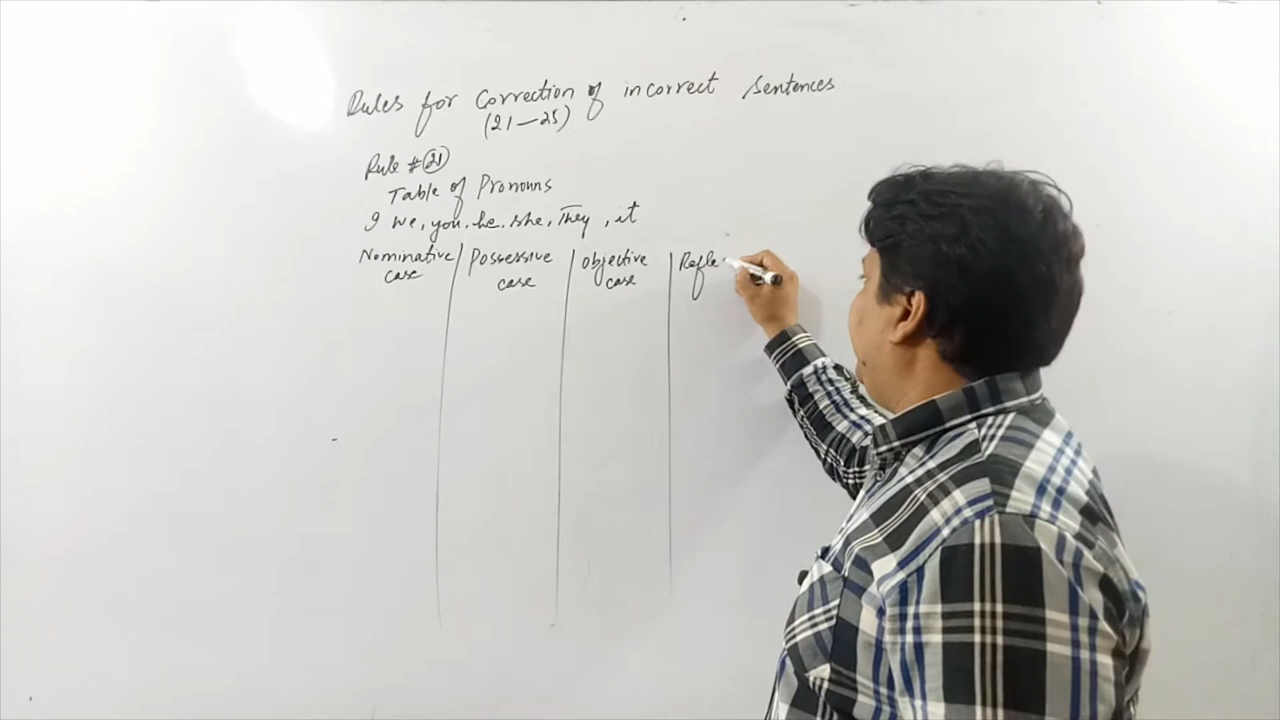 Rules for Correction of incorrect sentences
(21-25)
Rule # 21
Table of Pronouns
I we, you, he, she, They, it
Nominative case | Possessive case | objective case | Refle